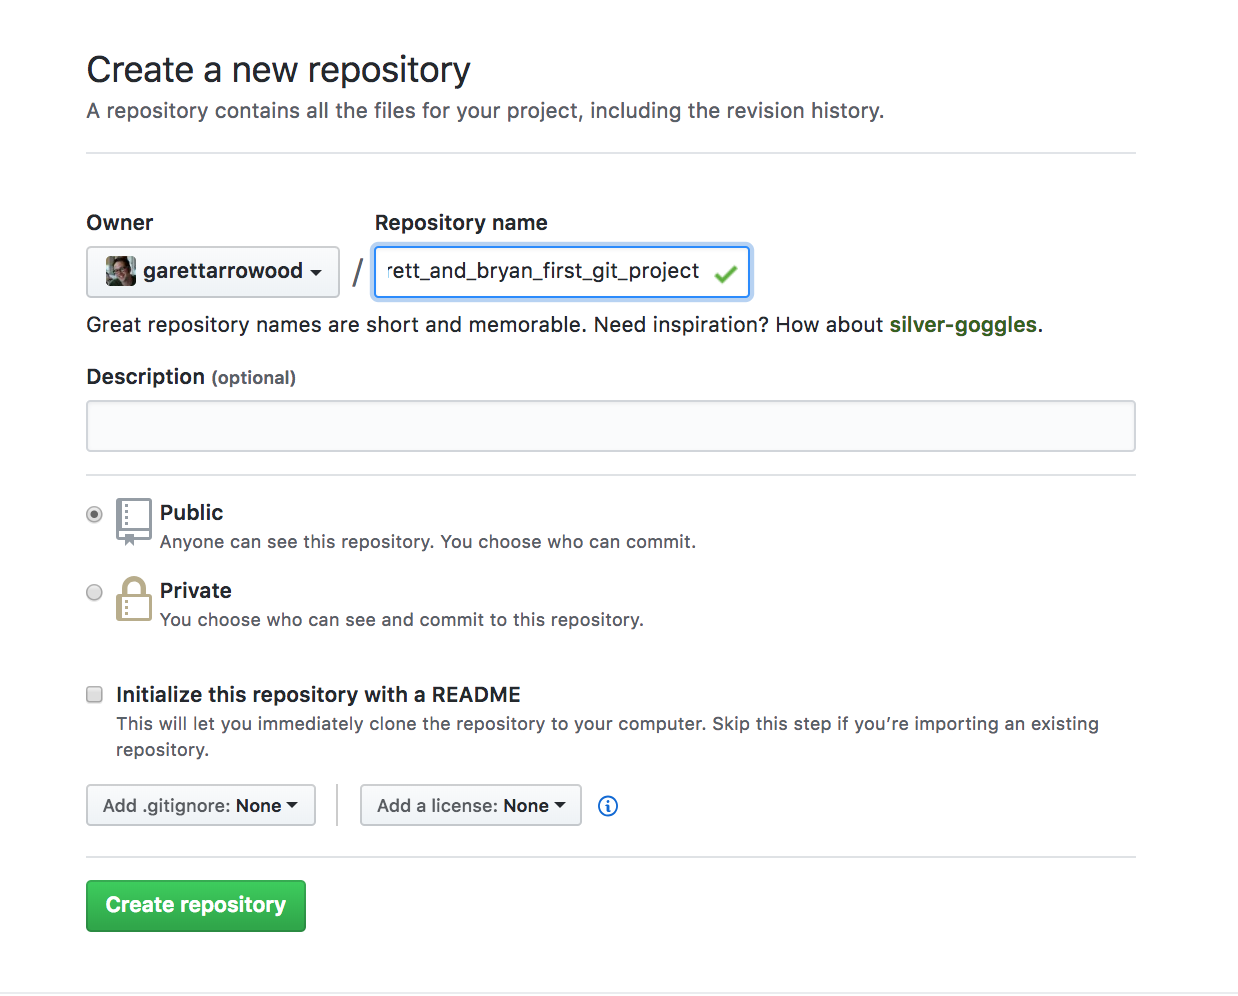 Create a new repository
A repository contains all the files for your project, including the revision history.
Owner
Repository name
garettarrowood / rett_and_bryan_first_git_project
Great repository names are short and memorable. Need inspiration? How about silver-goggles.
Description (optional)
Public
Anyone can see this repository. You choose who can commit.
Private
You choose who can see and commit to this repository.
Initialize this repository with a README
This will let you immediately clone the repository to your computer. Skip this step if you’re importing an existing
repository.
Add .gitignore: None
Add a license: None
Create repository